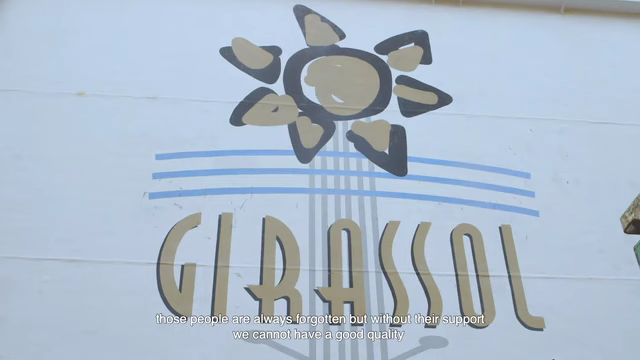 GIRASSOL
those people are always forgotten but without their support
we cannot have a good quality